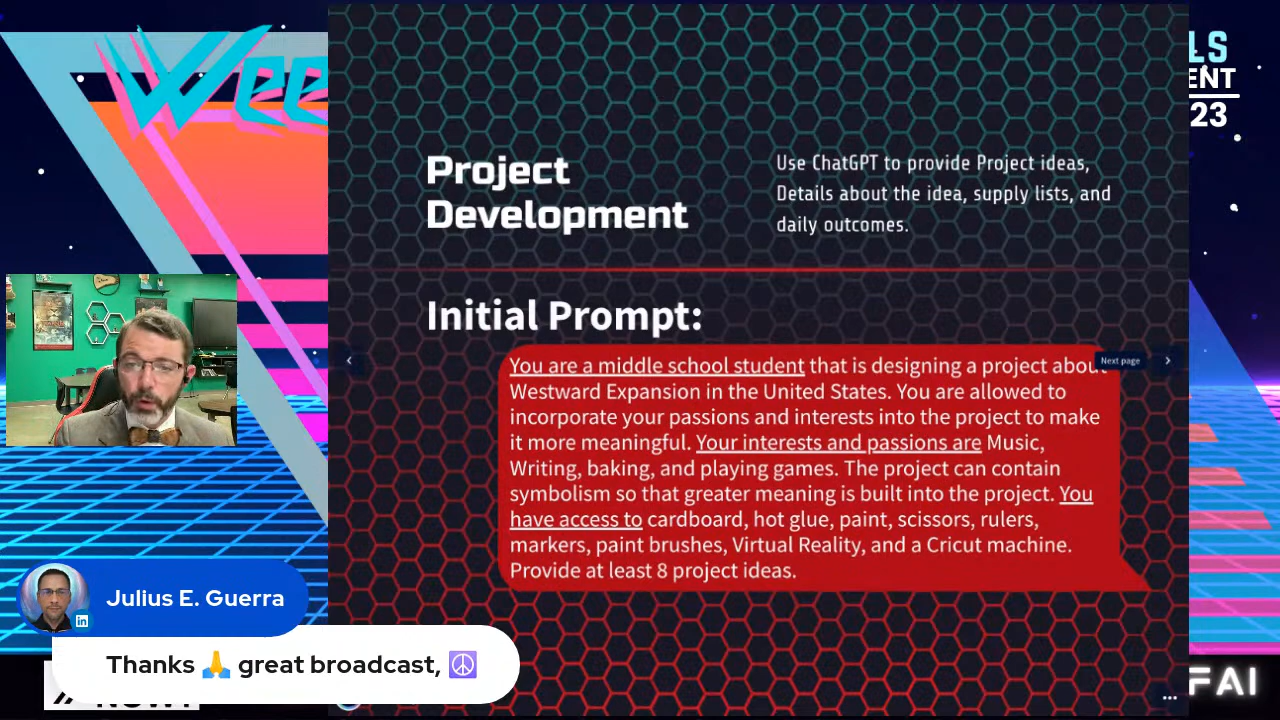 Wee
LS
ENT
23
Project
Development
Use ChatGPT to provide Project ideas,
Details about the idea, supply lists, and
daily outcomes.
Initial Prompt:
You are a middle school student that is designing a project about
Westward Expansion in the United States. You are allowed to
incorporate your passions and interests into the project to make
it more meaningful. Your interests and passions are Music,
Writing, baking, and playing games. The project can contain
symbolism so that greater meaning is built into the project. You
have access to cardboard, hot glue, paint, scissors, rulers,
markers, paint brushes, Virtual Reality, and a Cricut machine.
Provide at least 8 project ideas.
Next page
Julius E. Guerra
in
Thanks 🙏 great broadcast, ☮️
FAI